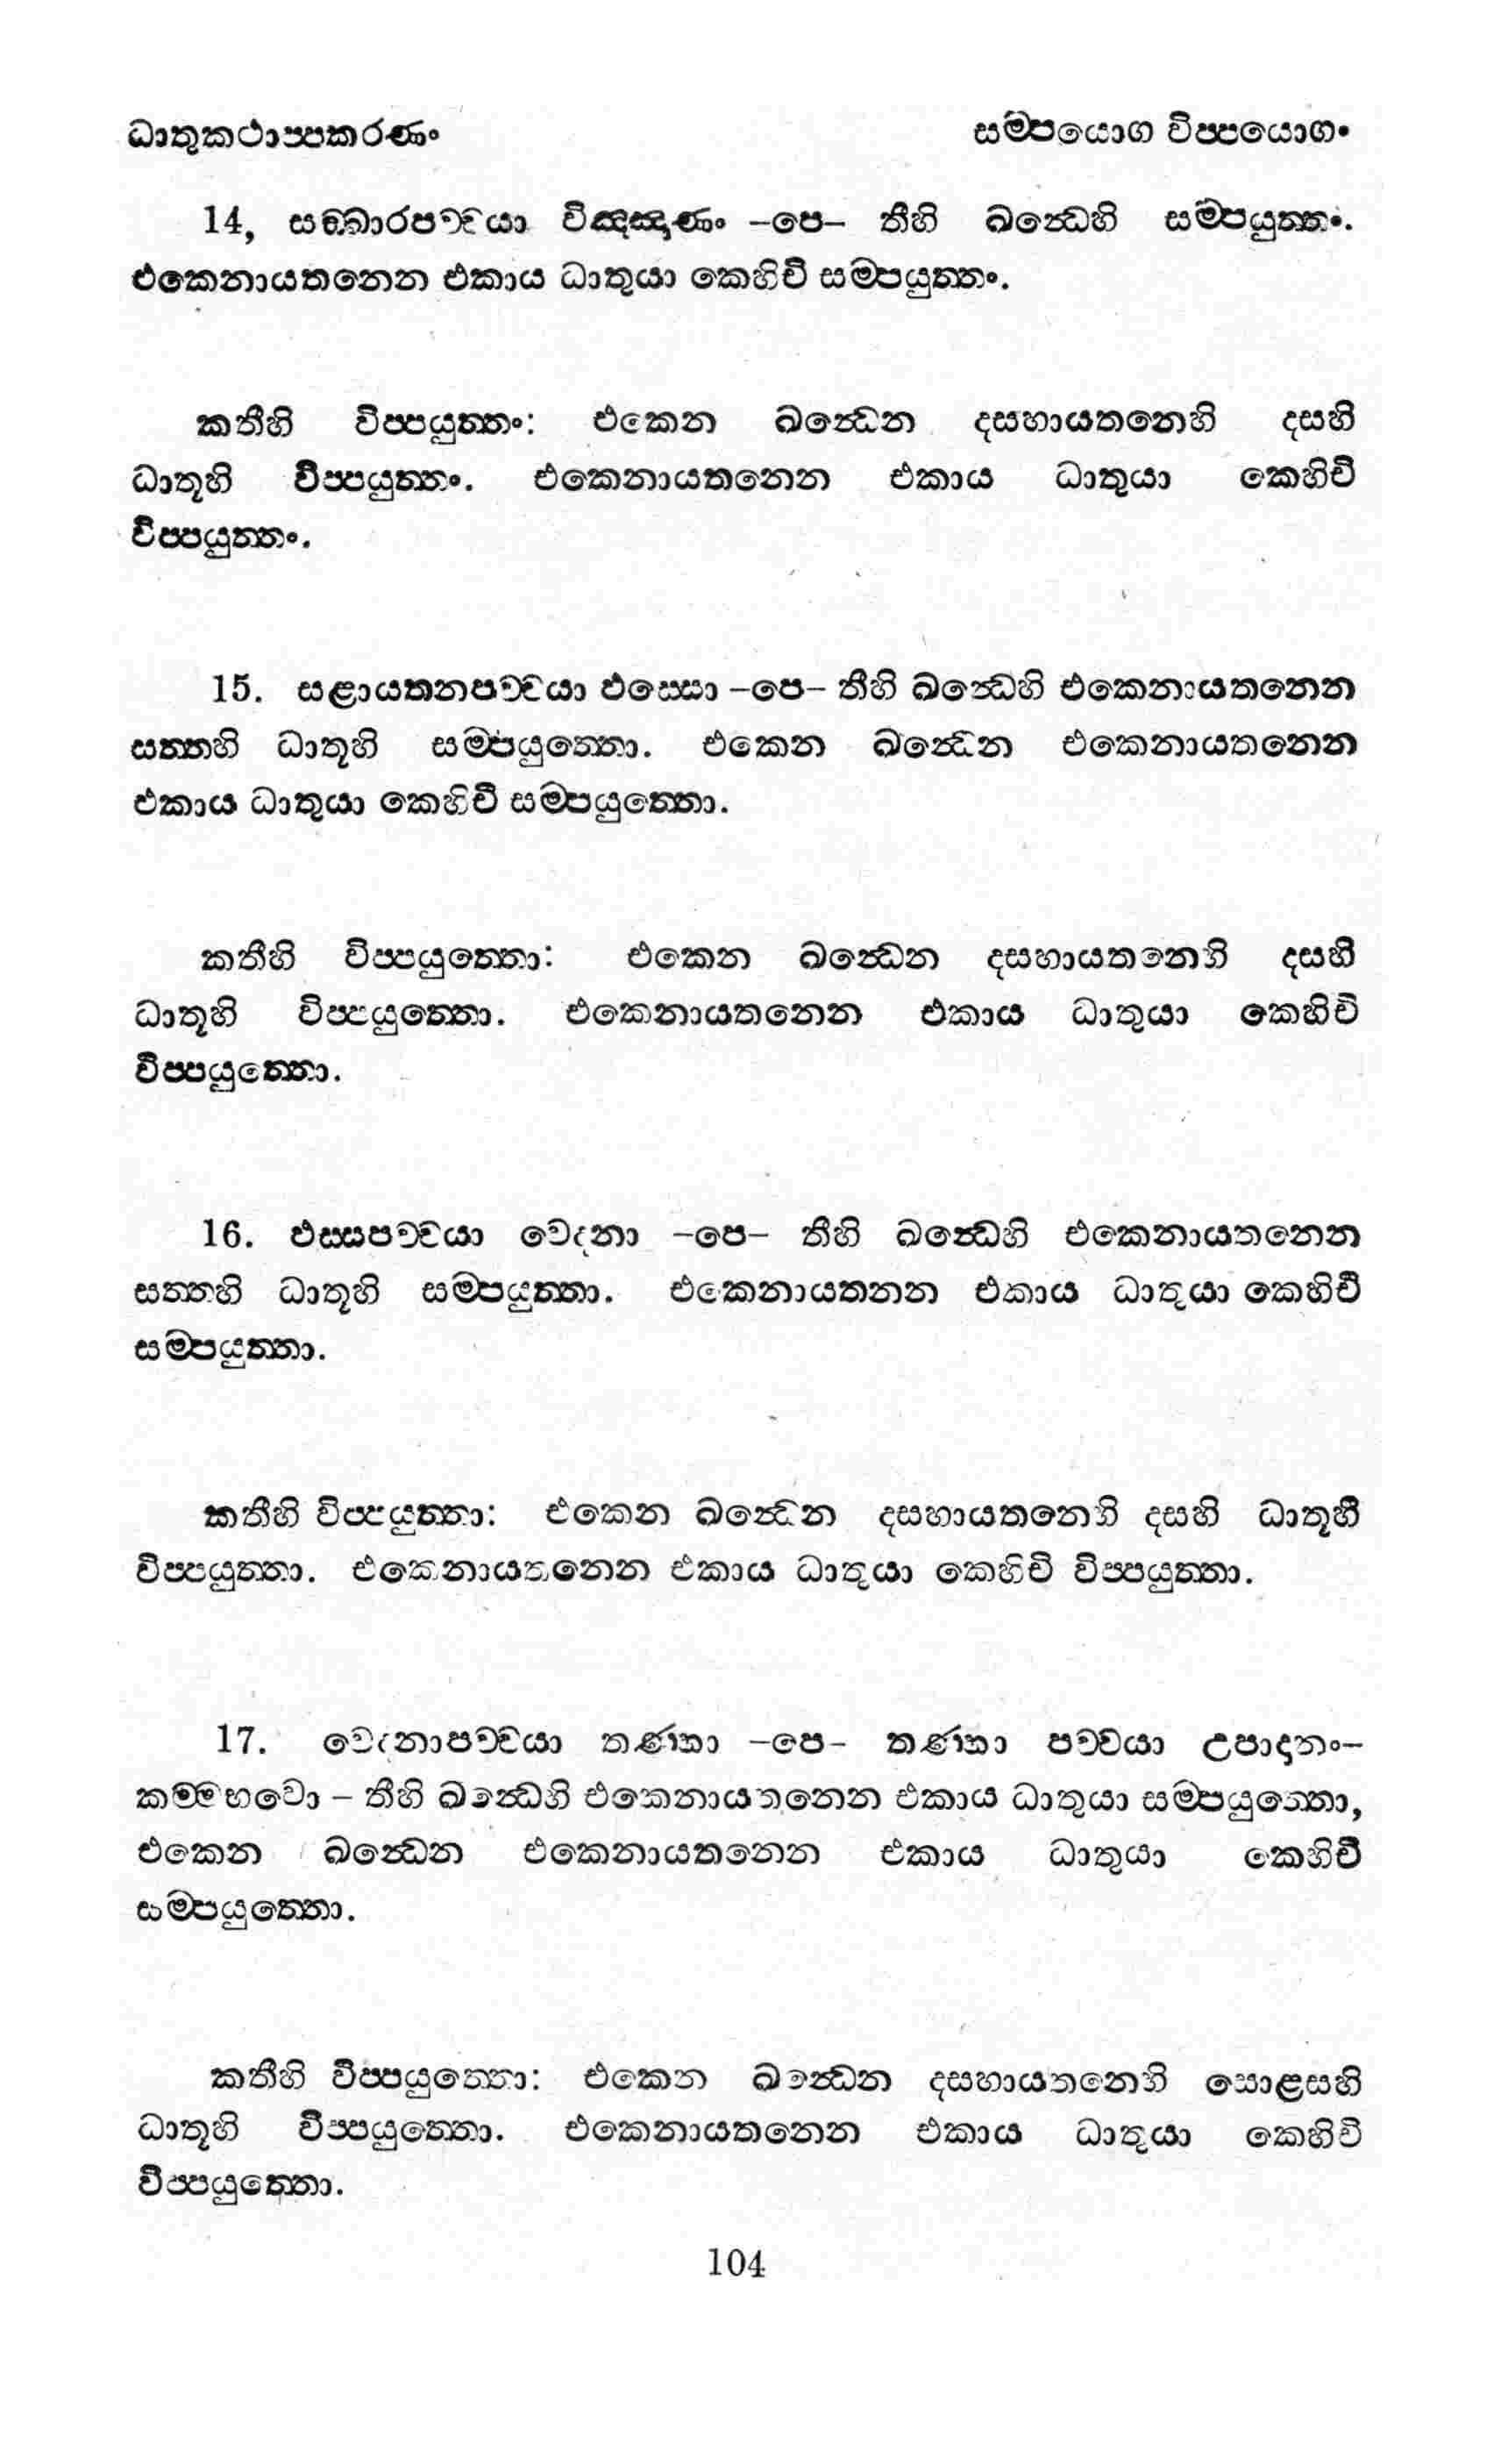 ධාතුකථාප්පකරණං සම්පයොග විප්පයොගං
14, සඞ්ඛාරපච්චයා විඤ්ඤාණං –පෙ– තීහි ඛන්ධෙහි සම්පයුත්තං.
එකෙනායතනෙන එකාය ධාතුයා කෙහිචි සම්පයුත්තං.
කතීහි විප්පයුත්තං: එකෙන ඛන්ධෙන දසහායතනෙහි දසහි
ධාතූහි විප්පයුත්තං. එකෙනායතනෙන එකාය ධාතුයා කෙහිචි
විප්පයුත්තං.
15. සළායතනපච්චයා ඵස්සො –පෙ– තීහි ඛන්ධෙහි එකෙනායතනෙන
සත්තහි ධාතූහි සම්පයුත්තො. එකෙන ඛන්ධෙන එකෙනායතනෙන
එකාය ධාතුයා කෙහිචි සම්පයුත්තො.
කතීහි විප්පයුත්තො: එකෙන ඛන්ධෙන දසහායතනෙහි දසහි
ධාතූහි විප්පයුත්තො. එකෙනායතනෙන එකාය ධාතුයා කෙහිචි
විප්පයුත්තො.
16. ඵස්සපච්චයා වෙදනා –පෙ– තීහි ඛන්ධෙහි එකෙනායතනෙන
සත්තහි ධාතූහි සම්පයුත්තා. එකෙනායතනන එකාය ධාතුයා කෙහිචි
සම්පයුත්තා.
කතීහි විප්පයුත්තා: එකෙන ඛන්ධෙන දසහායතනෙහි දසහි ධාතූහි
විප්පයුත්තා. එකෙනායතනෙන එකාය ධාතුයා කෙහිචි විප්පයුත්තා.
17. වෙදනාපච්චයා තණ්හා –පෙ– තණ්හා පච්චයා උපාදානං–
කම්මභවො – තීහි ඛන්ධෙහි එකෙනායතනෙන එකාය ධාතුයා සම්පයුත්තො,
එකෙන ඛන්ධෙන එකෙනායතනෙන එකාය ධාතුයා කෙහිචි
සම්පයුත්තො.
කතීහි විප්පයුත්තො: එකෙන ඛන්ධෙන දසහායතනෙහි සොළසහි
ධාතූහි විප්පයුත්තො. එකෙනායතනෙන එකාය ධාතුයා කෙහිචි
විප්පයුත්තො.
104